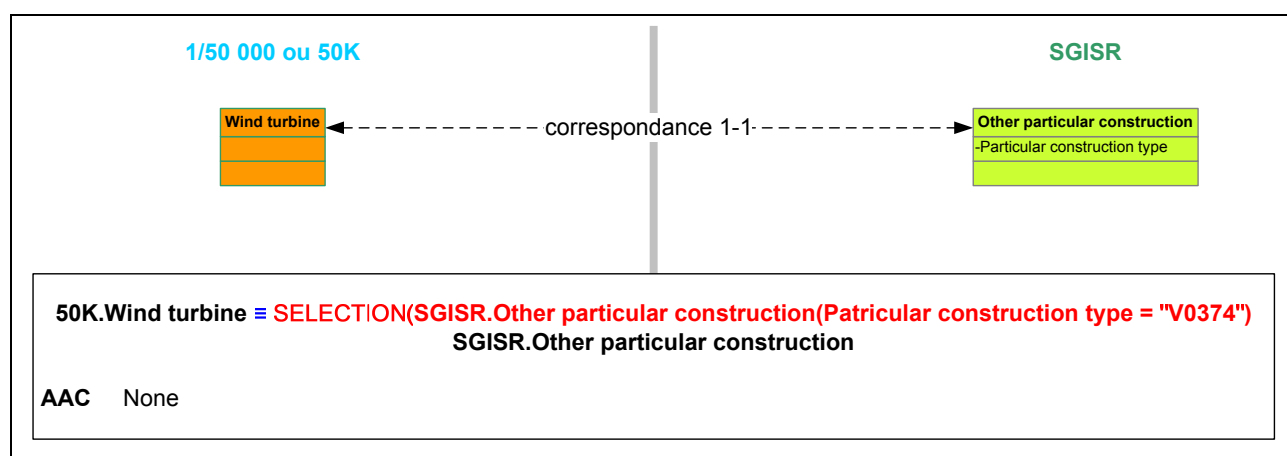 1/50 000 ou 50K
SGISR
Wind turbine
correspondance 1-1
Other particular construction
-Particular construction type
50K.Wind turbine ≡ SELECTION(SGISR.Other particular construction(Patricular construction type = "V0374")
SGISR.Other particular construction
AAC None